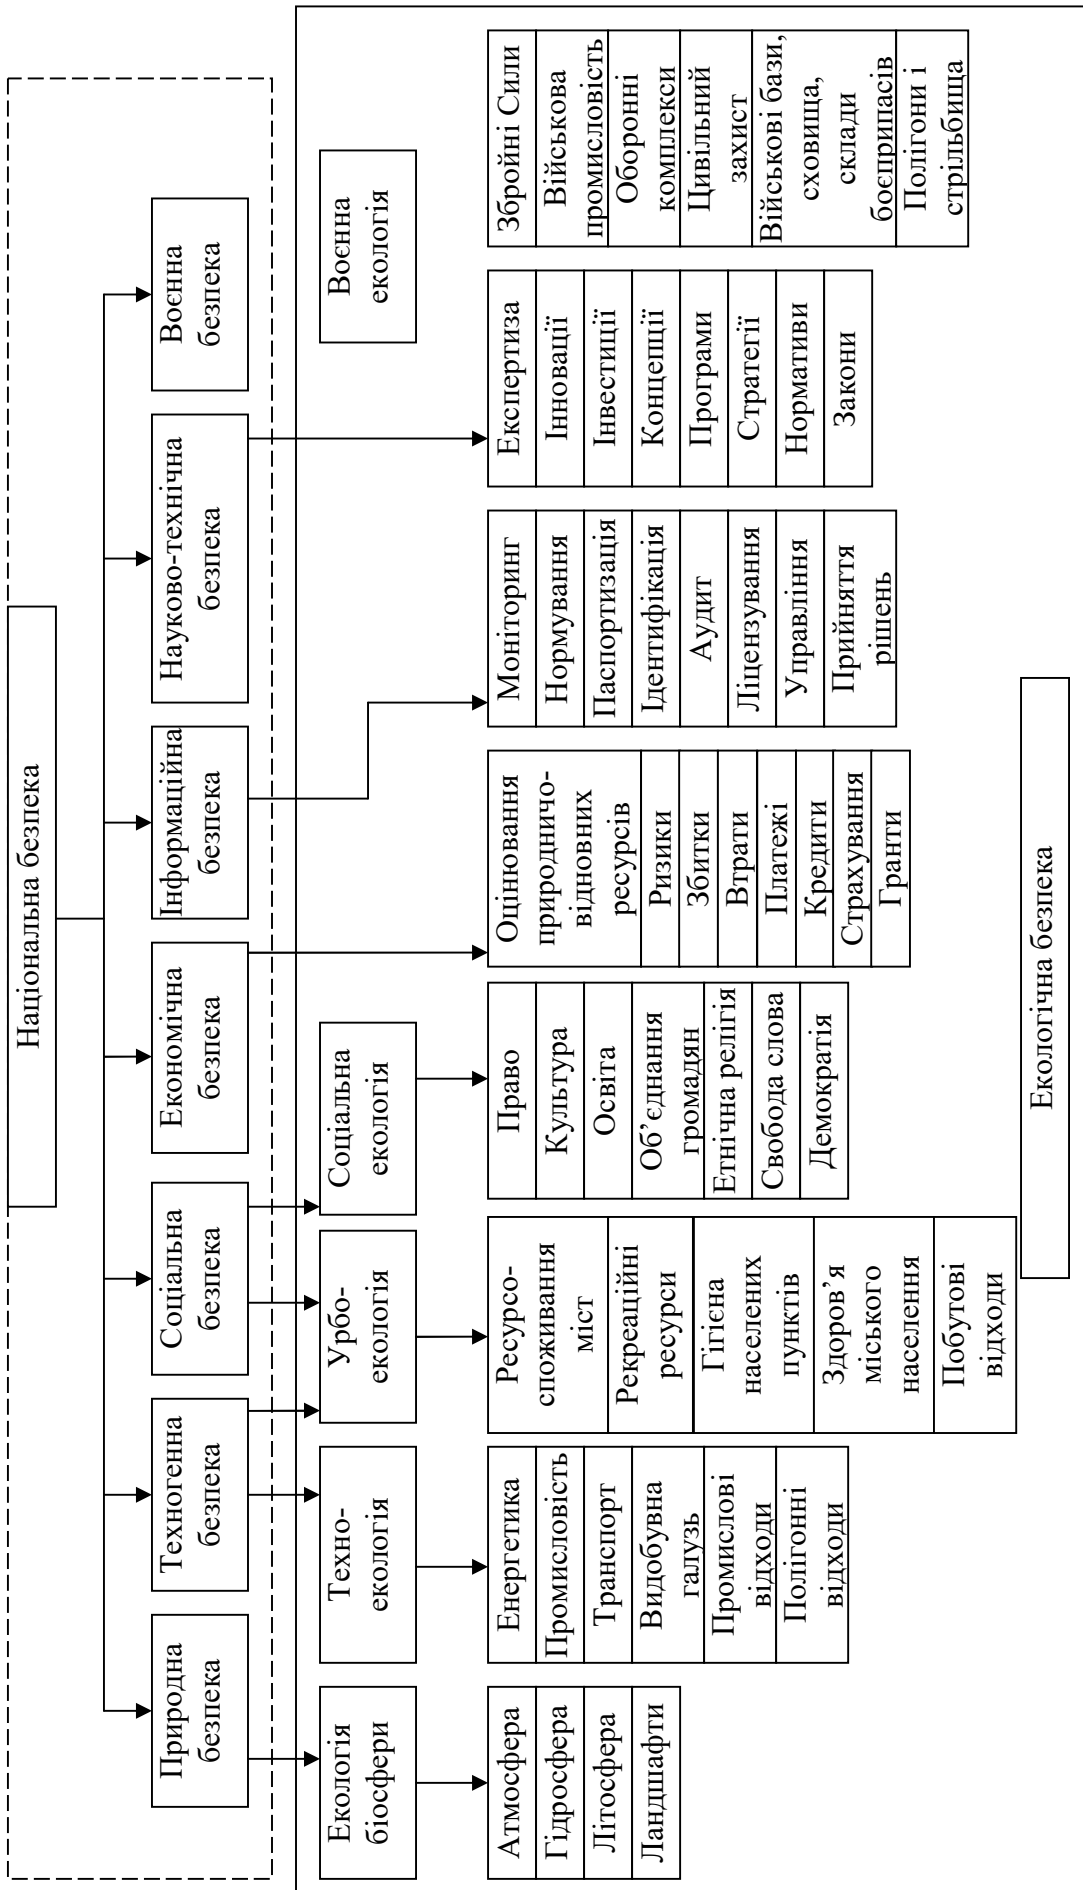 Національна безпека
Природна
безпека
Техногенна
безпека
Соціальна
безпека
Економічна
безпека
Інформаційна
безпека
Науково-технічна
безпека
Воєнна
безпека
Екологія
біосфери
Техно-
екологія
Урбо-
екологія
Соціальна
екологія
Воєнна
екологія
Атмосфера
Гідросфера
Літосфера
Ландшафти
Енергетика
Промисловість
Транспорт
Видобувна
галузь
Промислові
відходи
Полігонні
відходи
Ресурсо-
споживання
міст
Рекреаційні
ресурси
Гігієна
населених
пунктів
Здоров’я
міського
населення
Побутові
відходи
Право
Культура
Освіта
Об’єднання
громадян
Етнічна релігія
Свобода слова
Демократія
Оцінювання
природничо-
відновних
ресурсів
Ризики
Збитки
Втрати
Платежі
Кредити
Страхування
Гранти
Моніторинг
Нормування
Паспортизація
Ідентифікація
Аудит
Ліцензування
Управління
Прийняття
рішень
Експертиза
Інновації
Інвестиції
Концепції
Програми
Стратегії
Нормативи
Закони
Збройні Сили
Військова
промисловість
Оборонні
комплекси
Цивільний
захист
Військові бази,
сховища,
склади
боєприпасів
Полігони і
стрільбища
Екологічна безпека